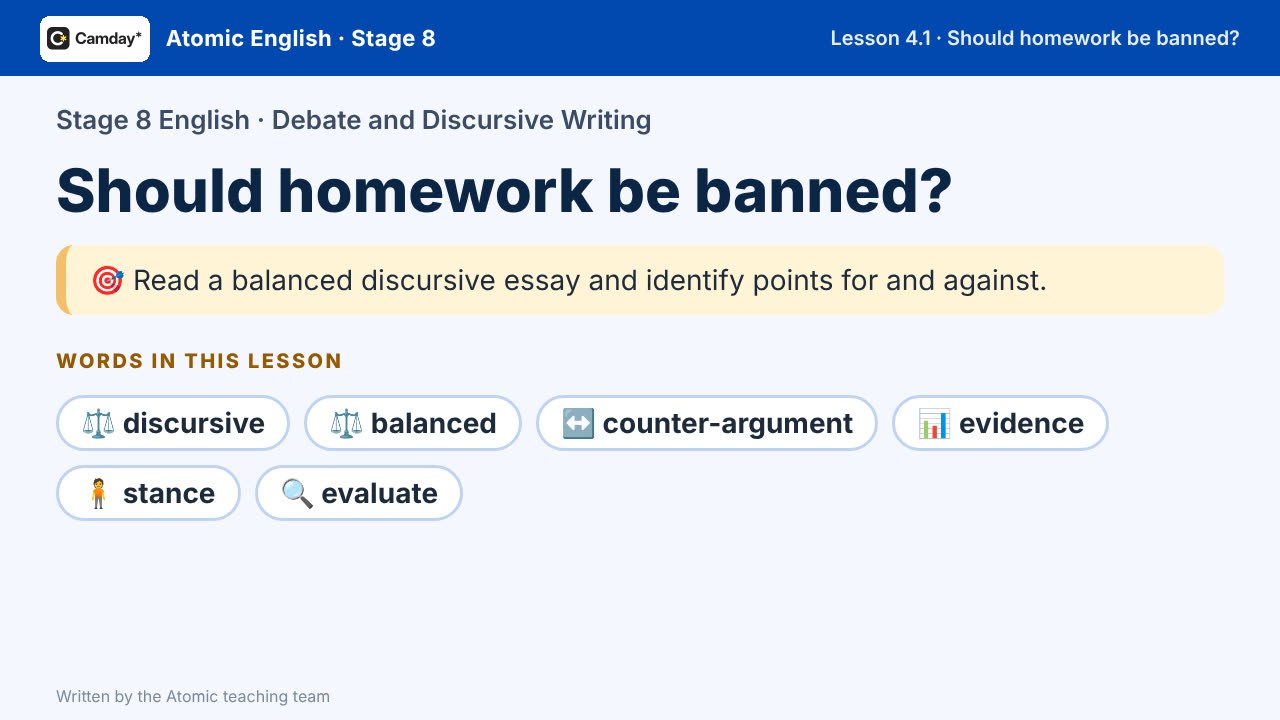 Camday*
Atomic English · Stage 8
Lesson 4.1 · Should homework be banned?
Stage 8 English · Debate and Discursive Writing
Should homework be banned?
🎯 Read a balanced discursive essay and identify points for and against.
WORDS IN THIS LESSON
⚖️ discursive ⚖️ balanced ↔️ counter-argument 📊 evidence
🧍 stance 🔍 evaluate
Written by the Atomic teaching team